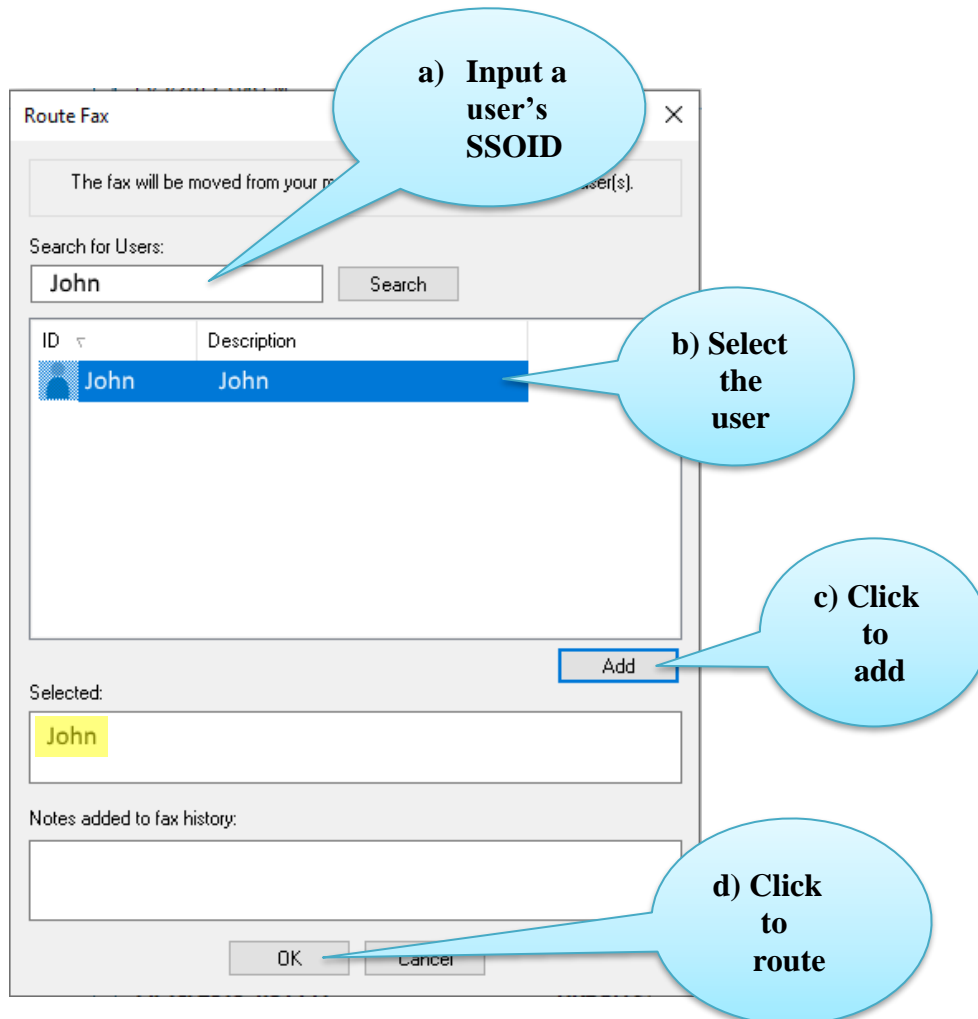 a) Input a
user's
SSOID
Route Fax
The fax will be moved from your
user(s).
Search for Users:
John
Search
ID
Description
John
John
b) Select
the
user
c) Click
to
add
Add
Selected:
John
Notes added to fax history:
d) Click
to
route
OK
Cancel